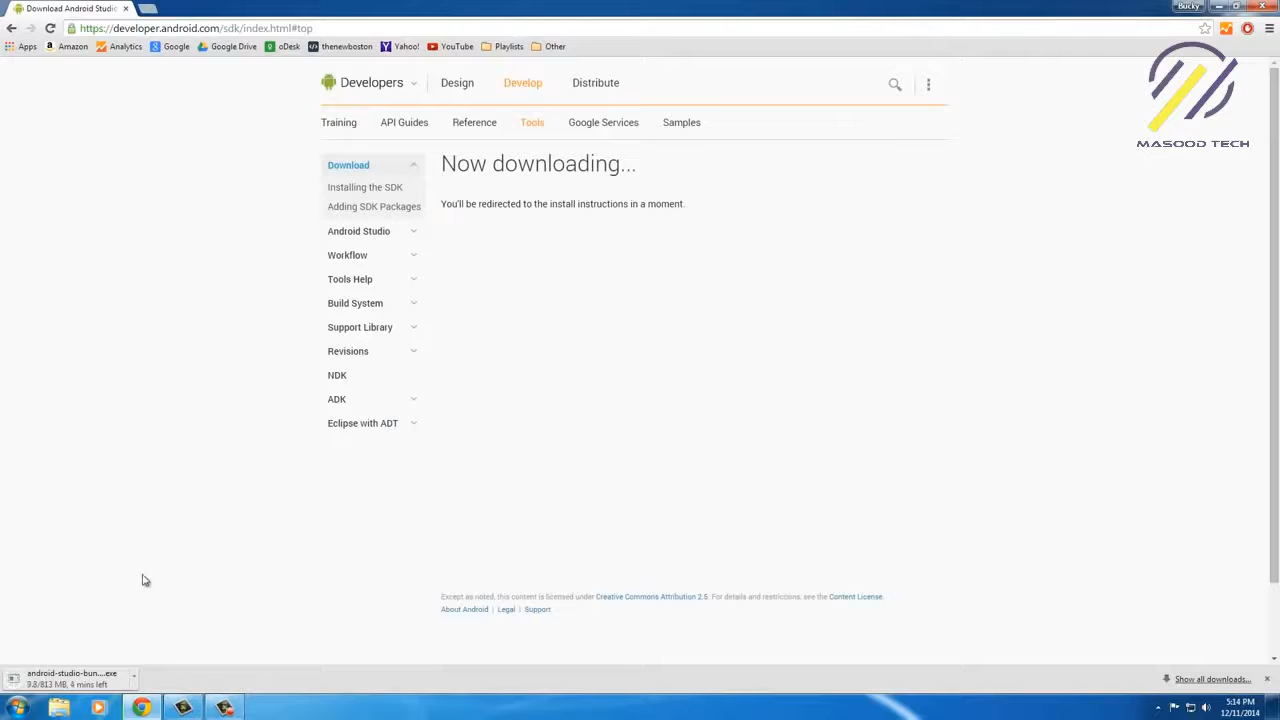 Download Android Studio
Bucky
https://developer.android.com/sdk/index.html#top
Apps Amazon Analytics Google Google Drive oDesk thenewboston Yahoo! YouTube Playlists Other
Developers Design Develop Distribute
MASOOD TECH
Training API Guides Reference Tools Google Services Samples
Download
Installing the SDK
Adding SDK Packages
Android Studio
Workflow
Tools Help
Build System
Support Library
Revisions
NDK
ADK
Eclipse with ADT
Now downloading...
You'll be redirected to the install instructions in a moment.
Except as noted, this content is licensed under Creative Commons Attribution 2.5. For details and restrictions, see the Content License.
About Android | Legal | Support
android-studio-bun....exe
9.8/813 MB, 4 mins left
Show all downloads...
5:14 PM
12/11/2014